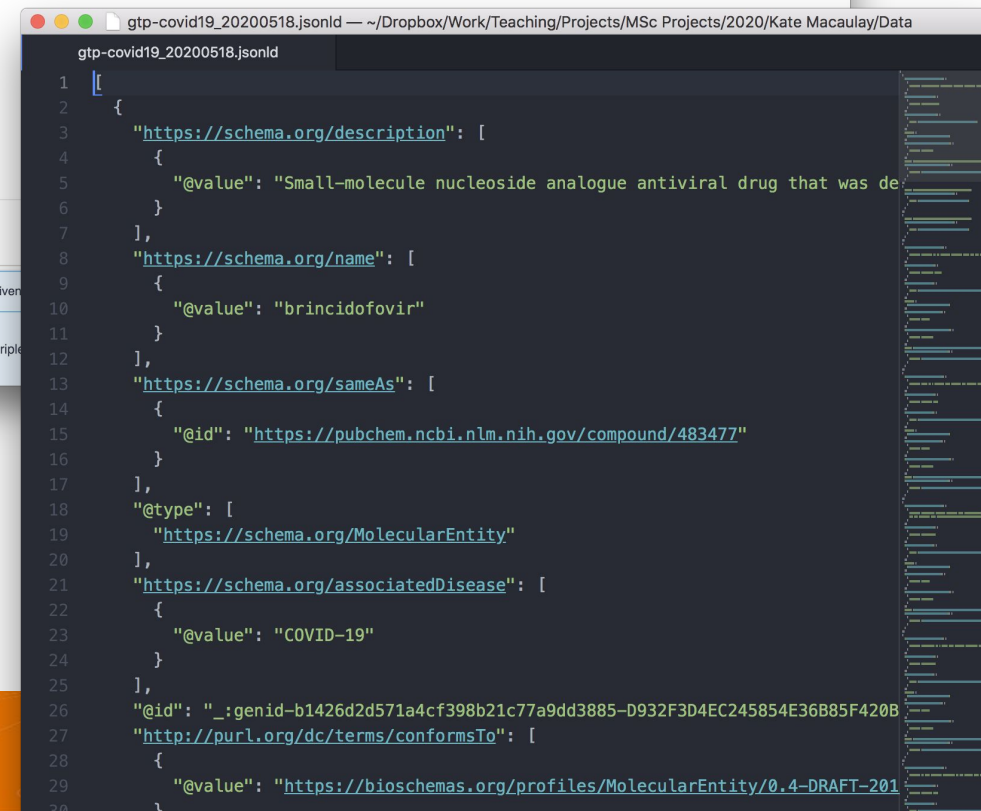 gtp-covid19_20200518.jsonld — ~/Dropbox/Work/Teaching/Projects/MSc Projects/2020/Kate Macaulay/Data
gtp-covid19_20200518.jsonld
1 [
2 {
3 "https://schema.org/description": [
4 {
5 "@value": "Small-molecule nucleoside analogue antiviral drug that was de
6 }
7 ],
8 "https://schema.org/name": [
9 {
10 "@value": "brincidofovir"
11 }
12 ],
13 "https://schema.org/sameAs": [
14 {
15 "@id": "https://pubchem.ncbi.nlm.nih.gov/compound/483477"
16 }
17 ],
18 "@type": [
19 "https://schema.org/MolecularEntity"
20 ],
21 "https://schema.org/associatedDisease": [
22 {
23 "@value": "COVID-19"
24 }
25 ],
26 "@id": "_:genid-b1426d2d571a4cf398b21c77a9dd3885-D932F3D4EC245854E36B85F420B
27 "http://purl.org/dc/terms/conformsTo": [
28 {
29 "@value": "https://bioschemas.org/profiles/MolecularEntity/0.4-DRAFT-201
30 }
iven
riple